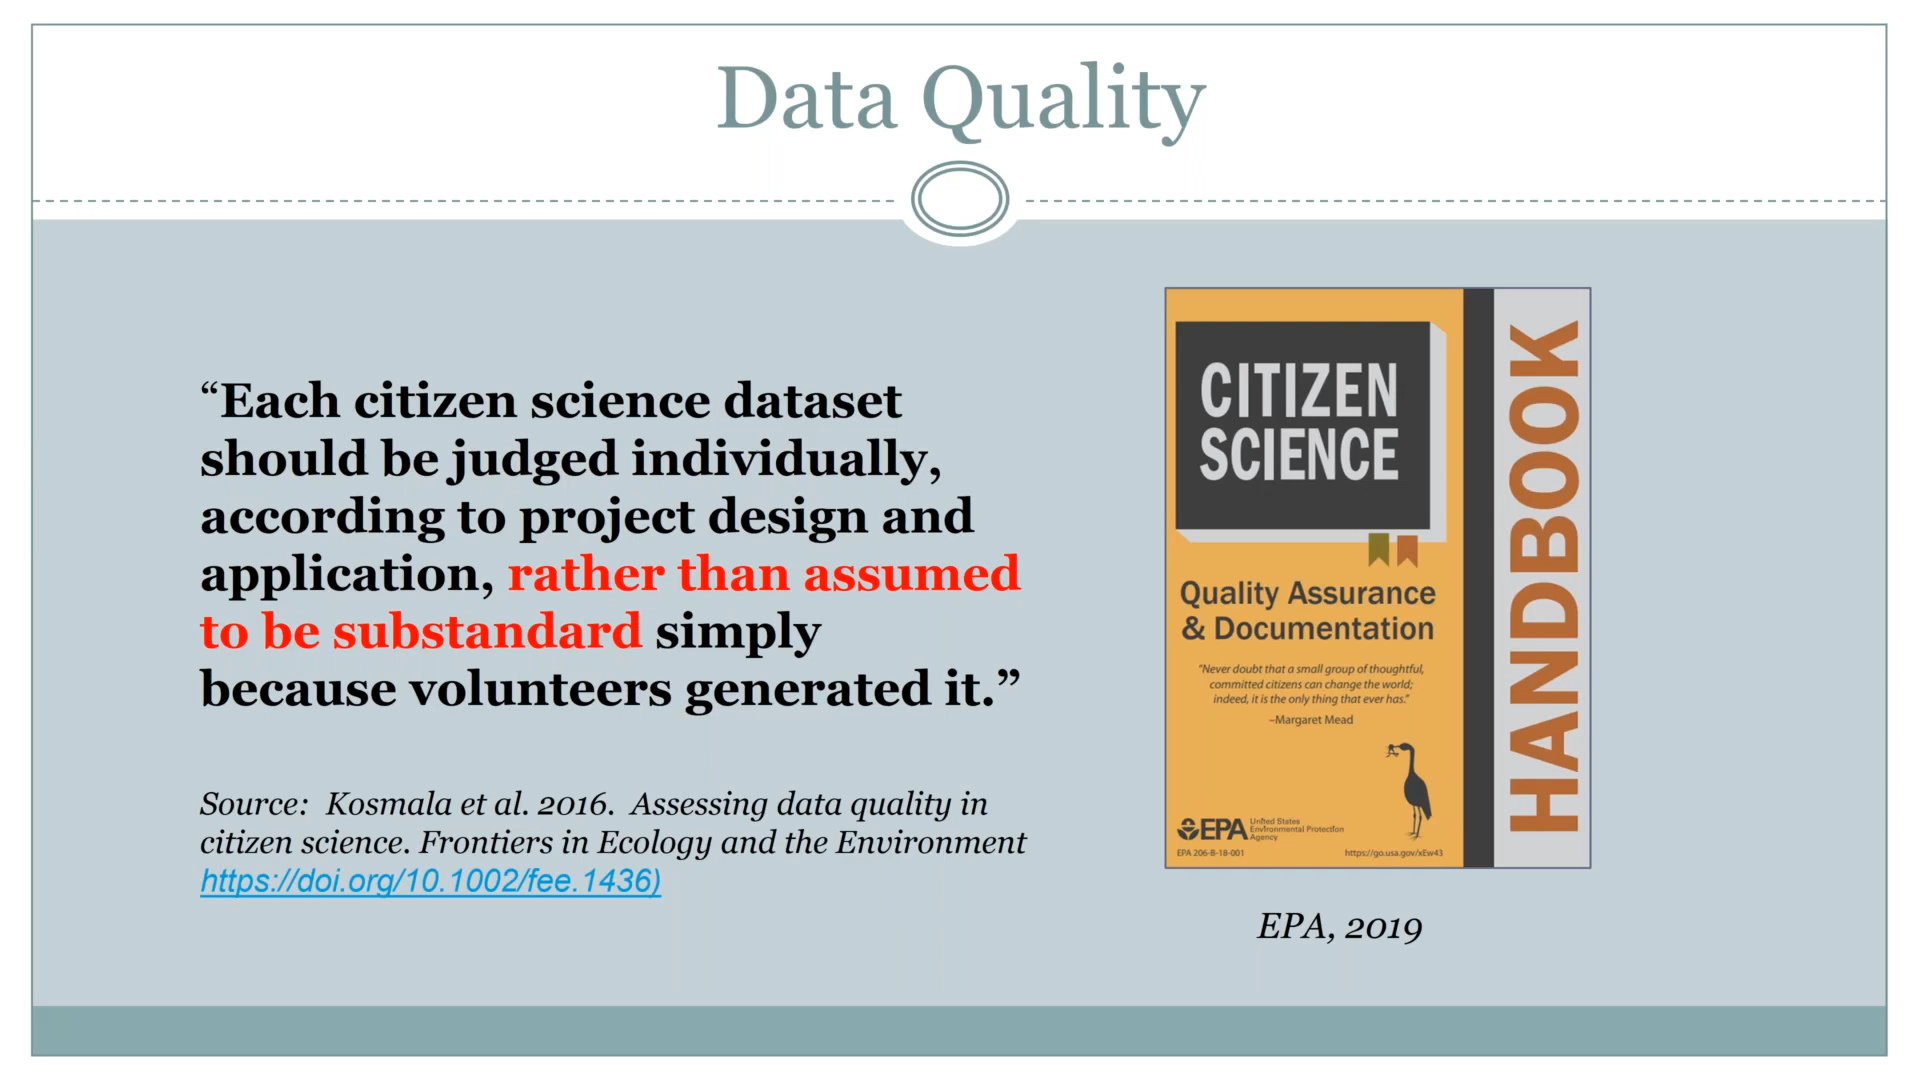 Data Quality
“Each citizen science dataset
should be judged individually,
according to project design and
application, rather than assumed
to be substandard simply
because volunteers generated it.”
Source:  Kosmala et al. 2016.  Assessing data quality in
citizen science. Frontiers in Ecology and the Environment
https://doi.org/10.1002/fee.1436)
CITIZEN
SCIENCE
HANDBOOK
Quality Assurance
& Documentation
“Never doubt that a small group of thoughtful,
committed citizens can change the world;
indeed, it is the only thing that ever has.”
–Margaret Mead
EPA
United States
Environmental Protection
Agency
EPA 206-B-18-001
https://go.usa.gov/xEw43
EPA, 2019